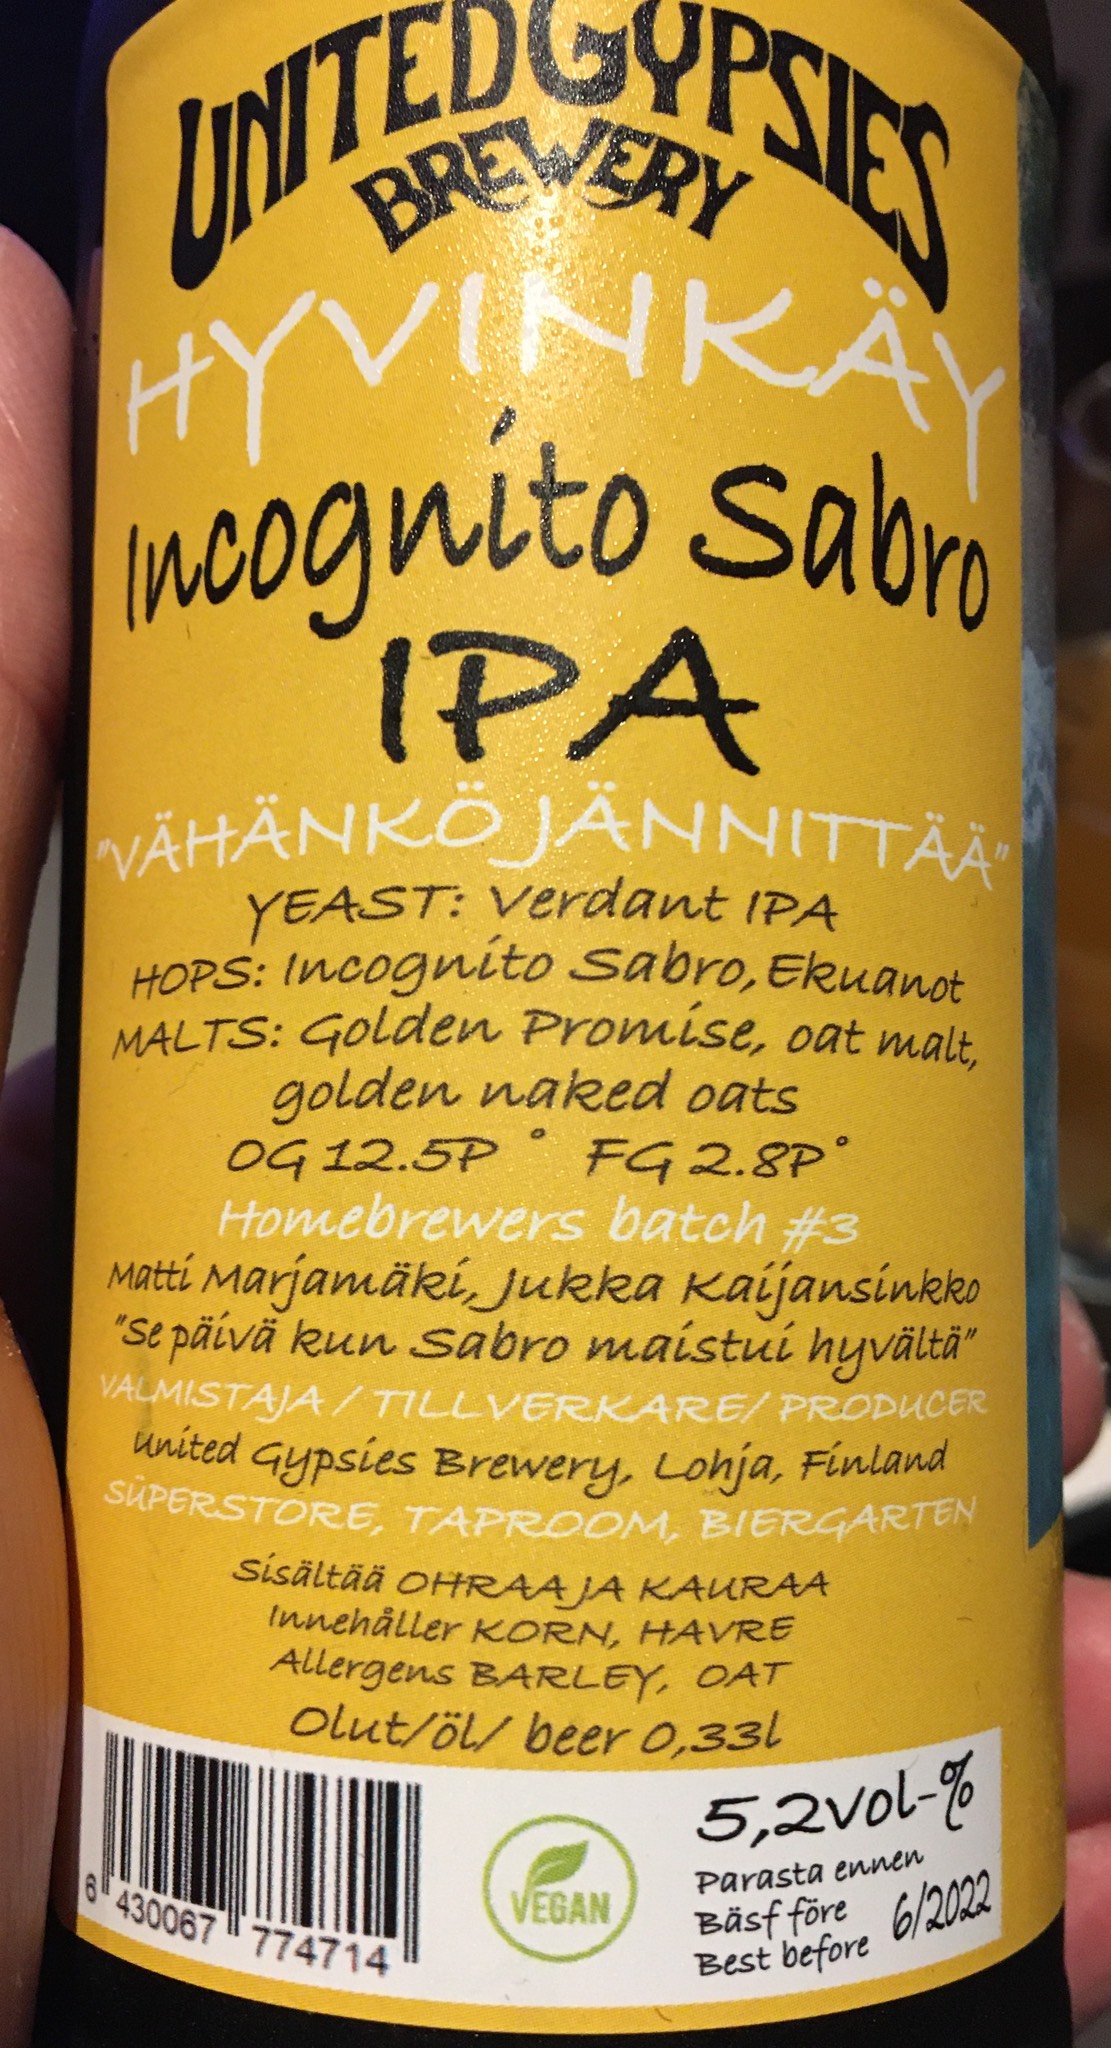 UNITED GYPSIES
BREWERY
HYVINKÄY
Incognito Sabro
IPA
"VÄHÄNKÖ JÄNNITTÄÄ"
YEAST: Verdant IPA
HOPS: Incognito Sabro, Ekuanot
MALTS: Golden Promise, oat malt,
golden naked oats
OG 12.5P ° FG 2.8P°
Homebrewers batch #3
Matti Marjamäki, Jukka Kaijansinkko
"Se päivä kun Sabro maistui hyvältä"
VALMISTAJA / TILLVERKARE/ PRODUCER
United Gypsies Brewery, Lohja, Finland
SÜPERSTORE, TAPROOM, BIERGARTEN
Sisältää OHRAA JA KAURAA
Innehåller KORN, HAVRE
Allergens BARLEY, OAT
Olut/öl/ beer 0,33l
6 430067 774714
VEGAN
5,2vol-%
Parasta ennen
Bäsf före 6/2022
Best before